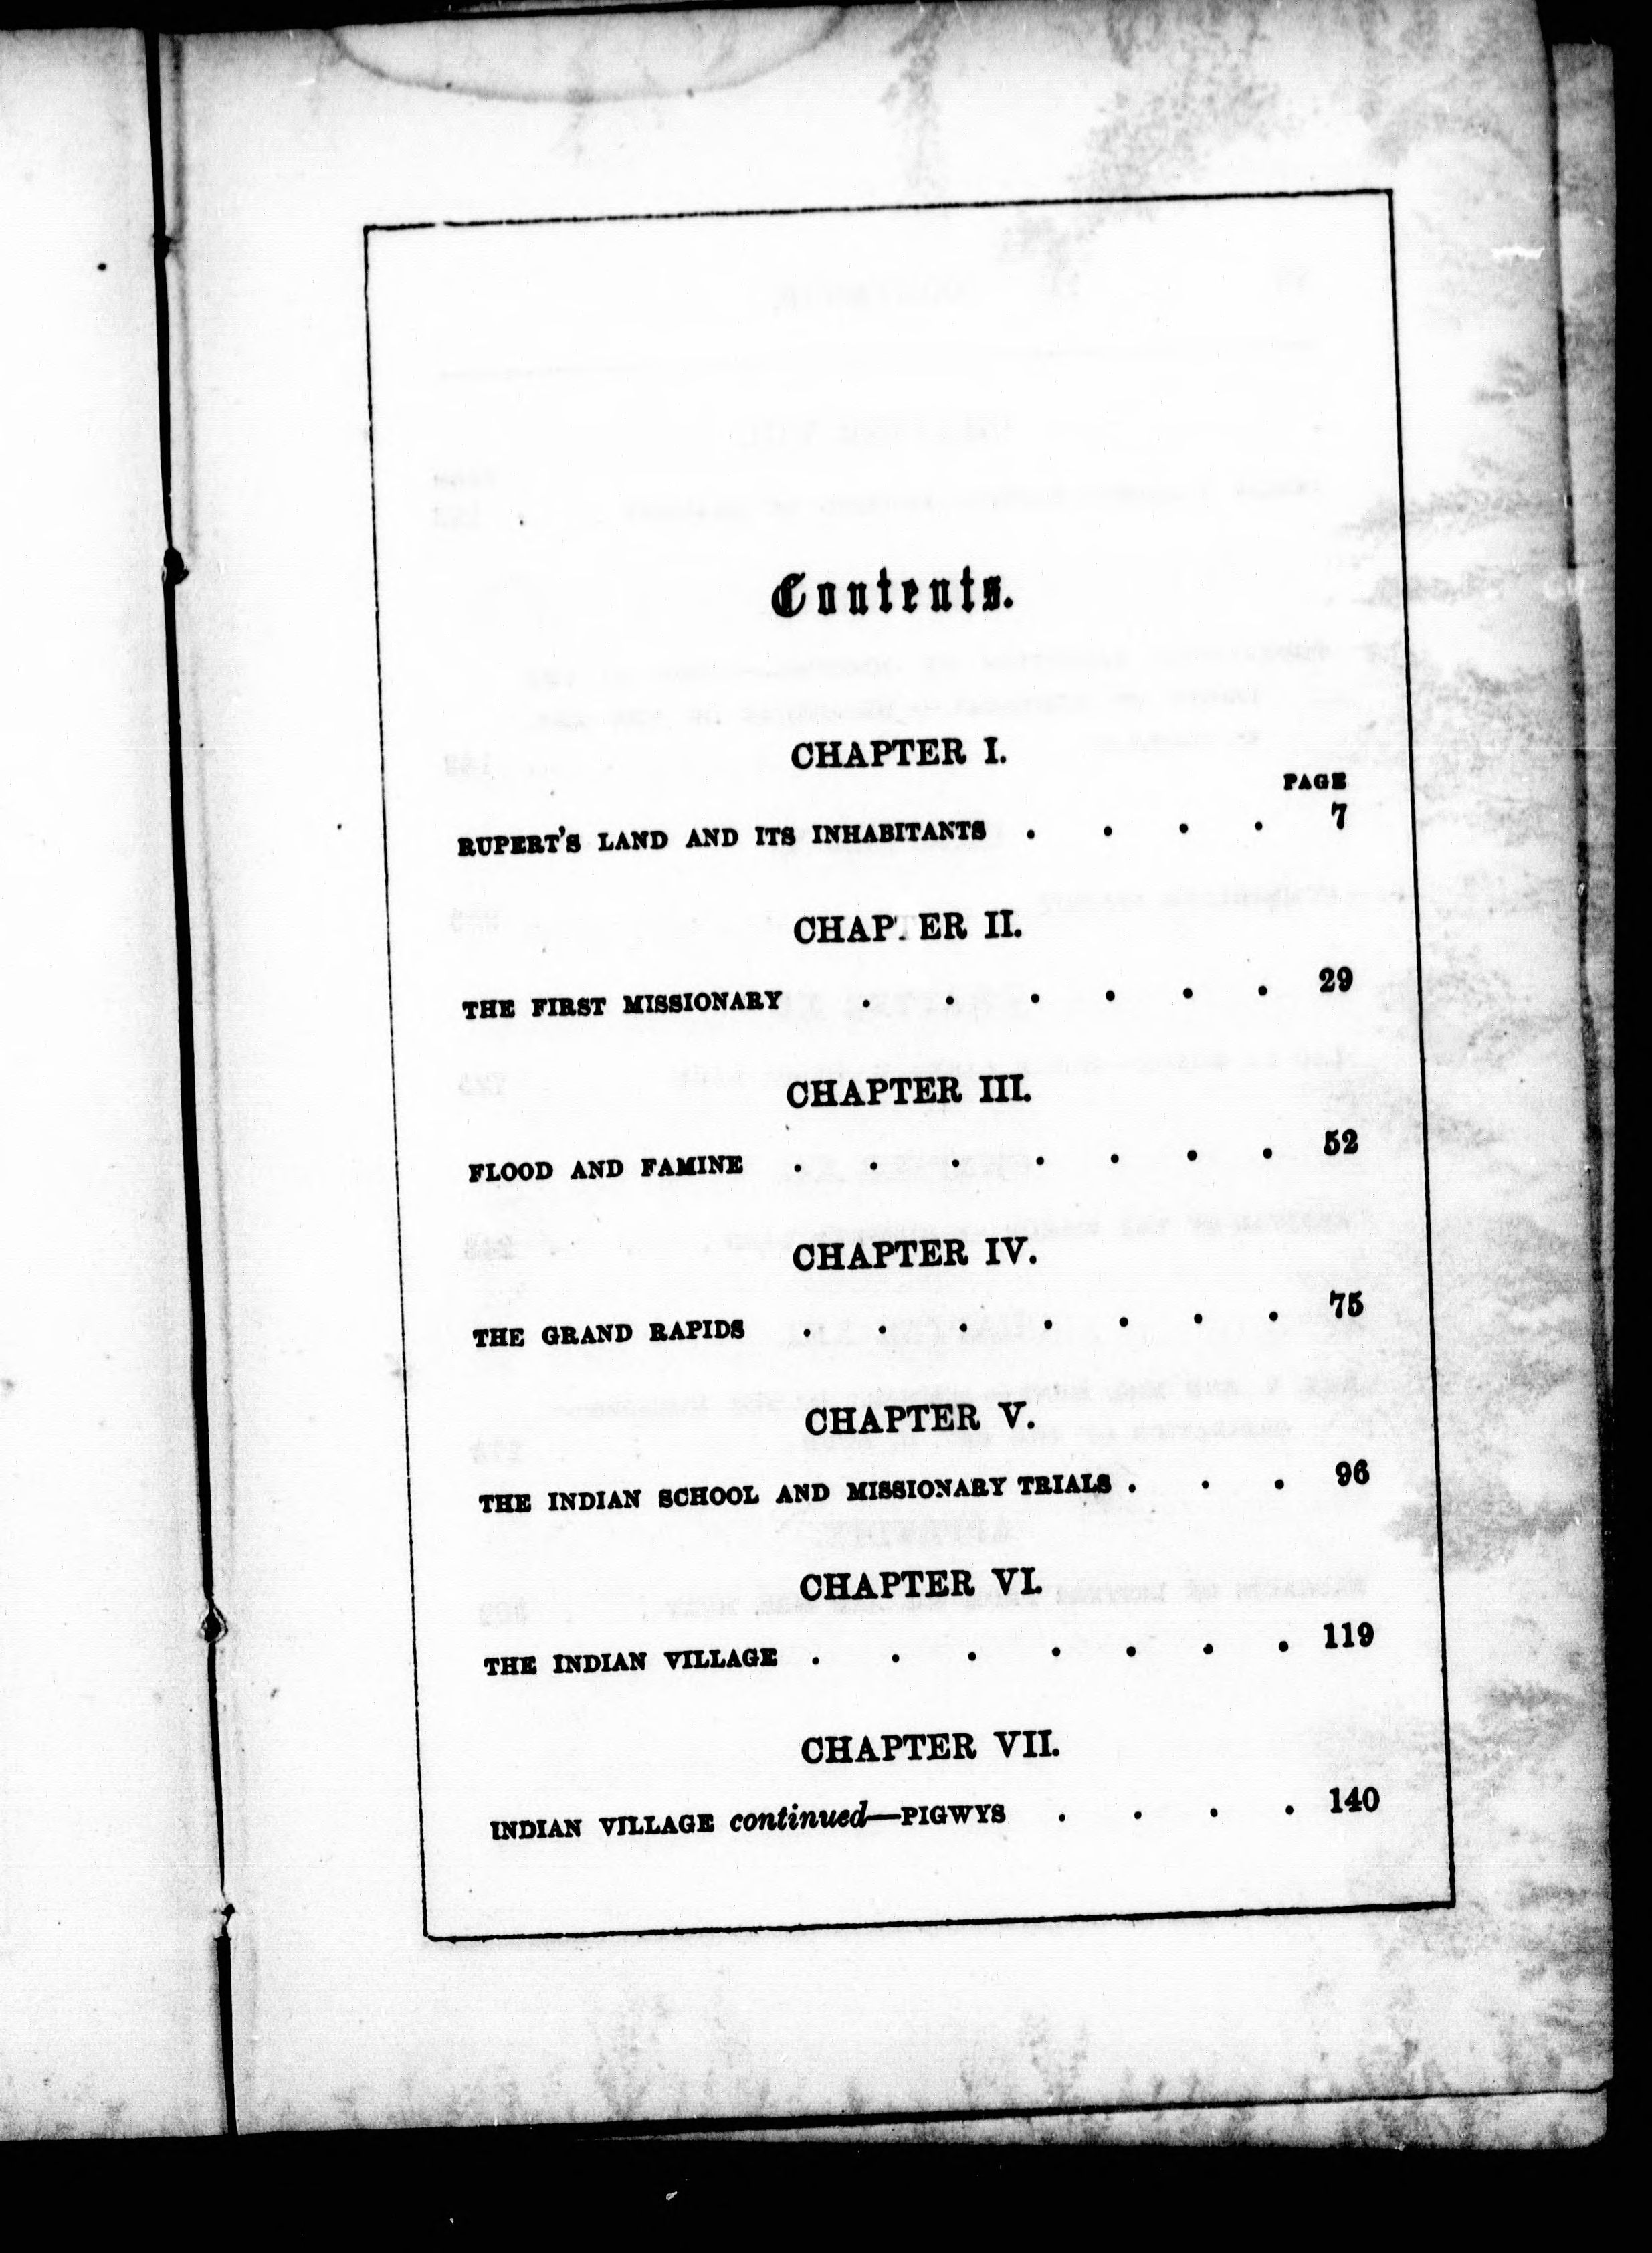 Contents.
CHAPTER I.
PAGE
RUPERT'S LAND AND ITS INHABITANTS . . . . 7
CHAPTER II.
THE FIRST MISSIONARY . . . . . . 29
CHAPTER III.
FLOOD AND FAMINE . . . . . . . 52
CHAPTER IV.
THE GRAND RAPIDS . . . . . . . 75
CHAPTER V.
THE INDIAN SCHOOL AND MISSIONARY TRIALS . . . 96
CHAPTER VI.
THE INDIAN VILLAGE . . . . . . . 119
CHAPTER VII.
INDIAN VILLAGE continued—PIGWYS . . . . 140